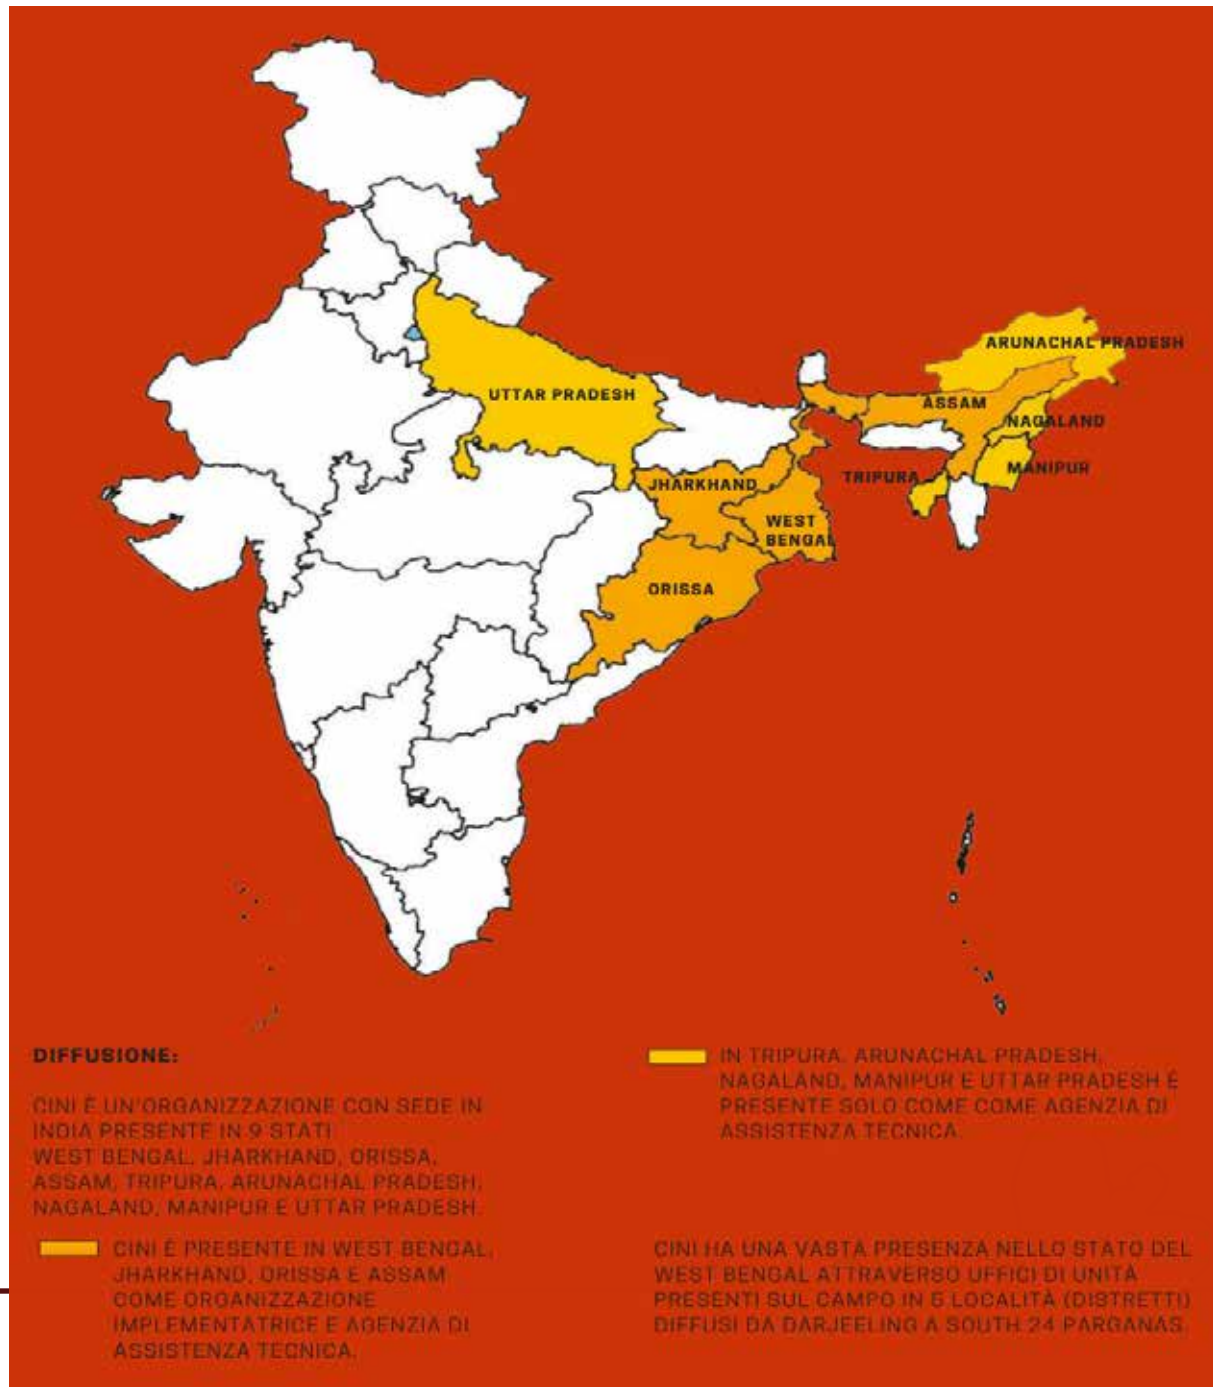 ARUNACHAL PRADESH
UTTAR PRADESH
ASSAM
NAGALAND
MANIPUR
TRIPURA
JHARKHAND
WEST
BENGAL
ORISSA
DIFFUSIONE:
CINI È UN'ORGANIZZAZIONE CON SEDE IN
INDIA PRESENTE IN 9 STATI
WEST BENGAL, JHARKHAND, ORISSA,
ASSAM, TRIPURA, ARUNACHAL PRADESH,
NAGALAND, MANIPUR E UTTAR PRADESH.
CINI È PRESENTE IN WEST BENGAL,
JHARKHAND, ORISSA E ASSAM
COME ORGANIZZAZIONE
IMPLEMENTATRICE E AGENZIA DI
ASSISTENZA TECNICA.
IN TRIPURA, ARUNACHAL PRADESH,
NAGALAND, MANIPUR E UTTAR PRADESH È
PRESENTE SOLO COME COME AGENZIA DI
ASSISTENZA TECNICA.
CINI HA UNA VASTA PRESENZA NELLO STATO DEL
WEST BENGAL ATTRAVERSO UFFICI DI UNITÀ
PRESENTI SUL CAMPO IN 5 LOCALITÀ (DISTRETTI)
DIFFUSI DA DARJEELING A SOUTH 24 PARGANAS.